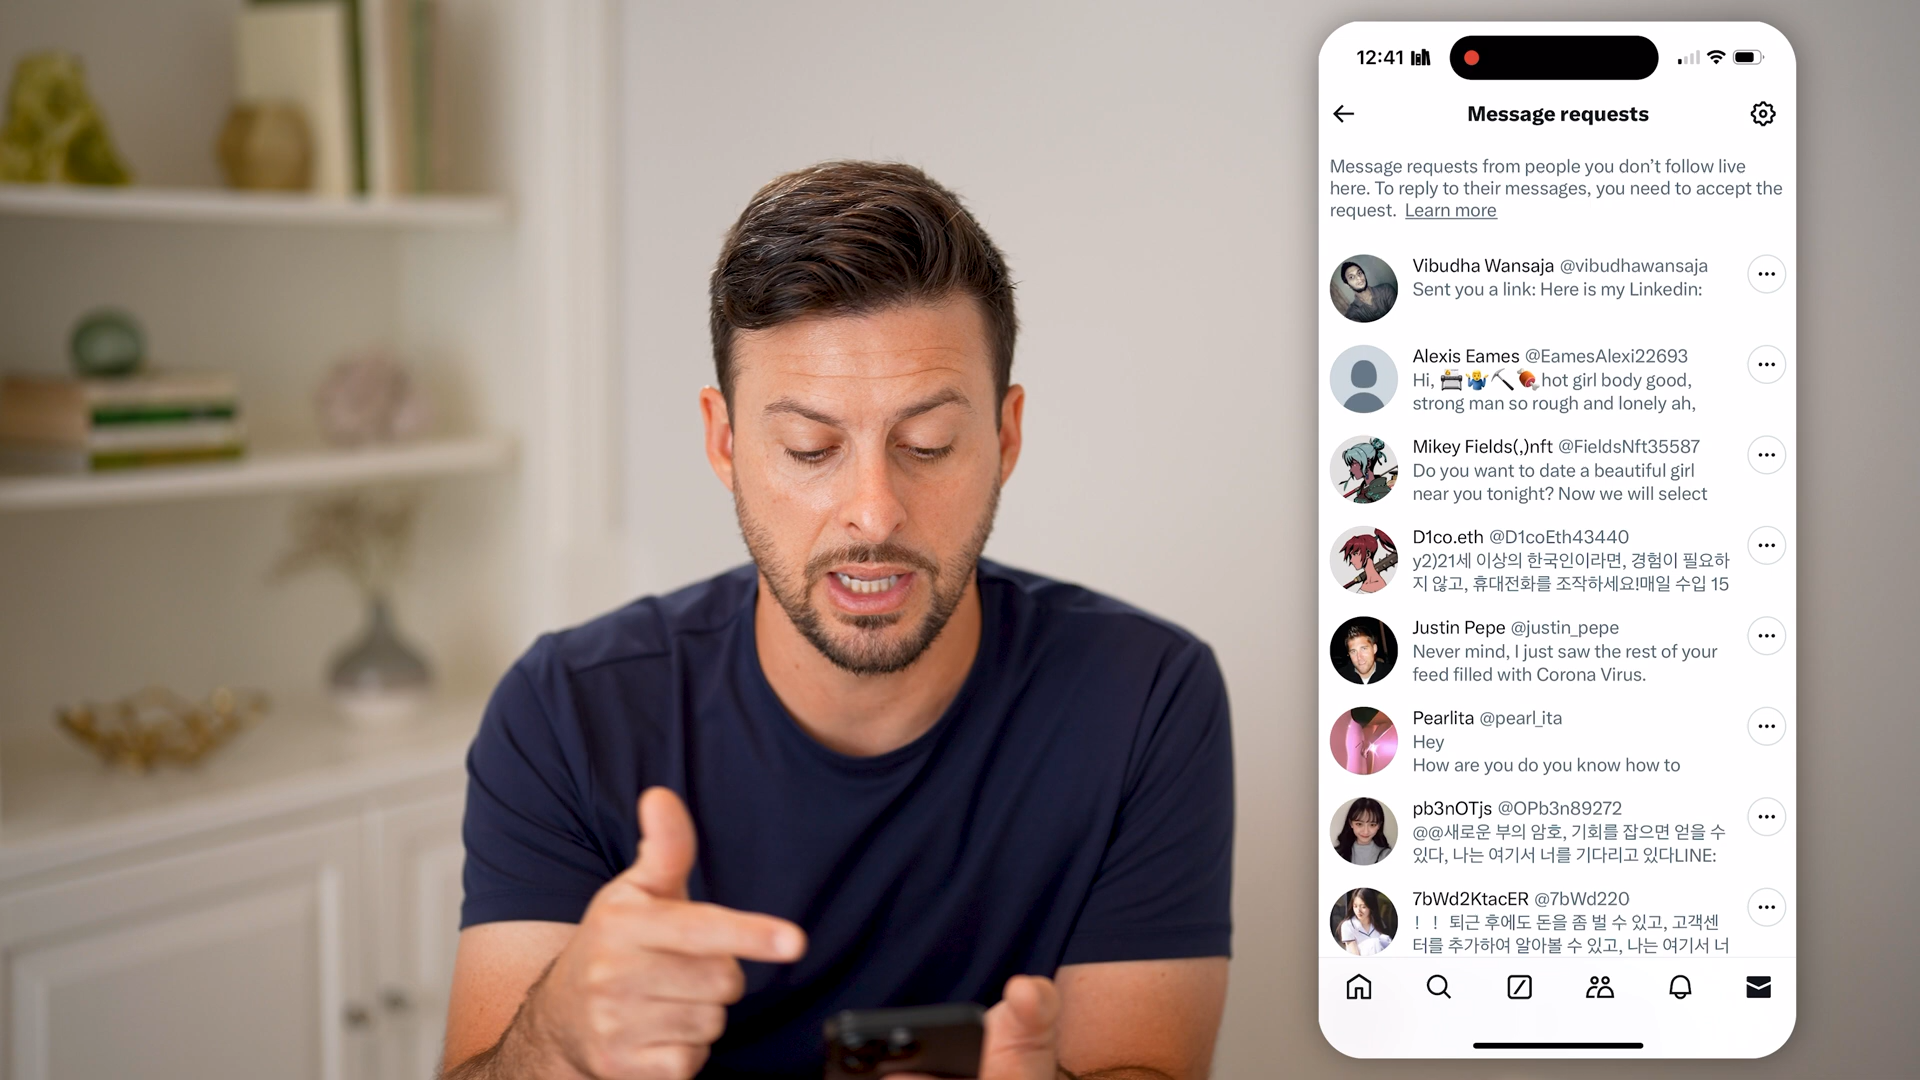 12:41
Message requests
Message requests from people you don’t follow live
here. To reply to their messages, you need to accept the
request. Learn more
Vibudha Wansaja @vibudhawansaja
Sent you a link: Here is my Linkedin:
Alexis Eames @EamesAlexi22693
Hi, 🛒🤷‍♂️⛏️🍖hot girl body good,
strong man so rough and lonely ah,
Mikey Fields(,)nft @FieldsNft35587
Do you want to date a beautiful girl
near you tonight? Now we will select
D1co.eth @D1coEth43440
y2)21세 이상의 한국인이라면, 경험이 필요하
지 않고, 휴대전화를 조작하세요!매일 수입 15
Justin Pepe @justin_pepe
Never mind, I just saw the rest of your
feed filled with Corona Virus.
Pearlita @pearl_ita
Hey
How are you do you know how to
pb3nOTjs @OPb3n89272
@@새로운 부의 암호, 기회를 잡으면 얻을 수
있다, 나는 여기서 너를 기다리고 있다LINE:
7bWd2KtacER @7bWd220
！！ 퇴근 후에도 돈을 좀 벌 수 있고, 고객센
터를 추가하여 알아볼 수 있고, 나는 여기서 너